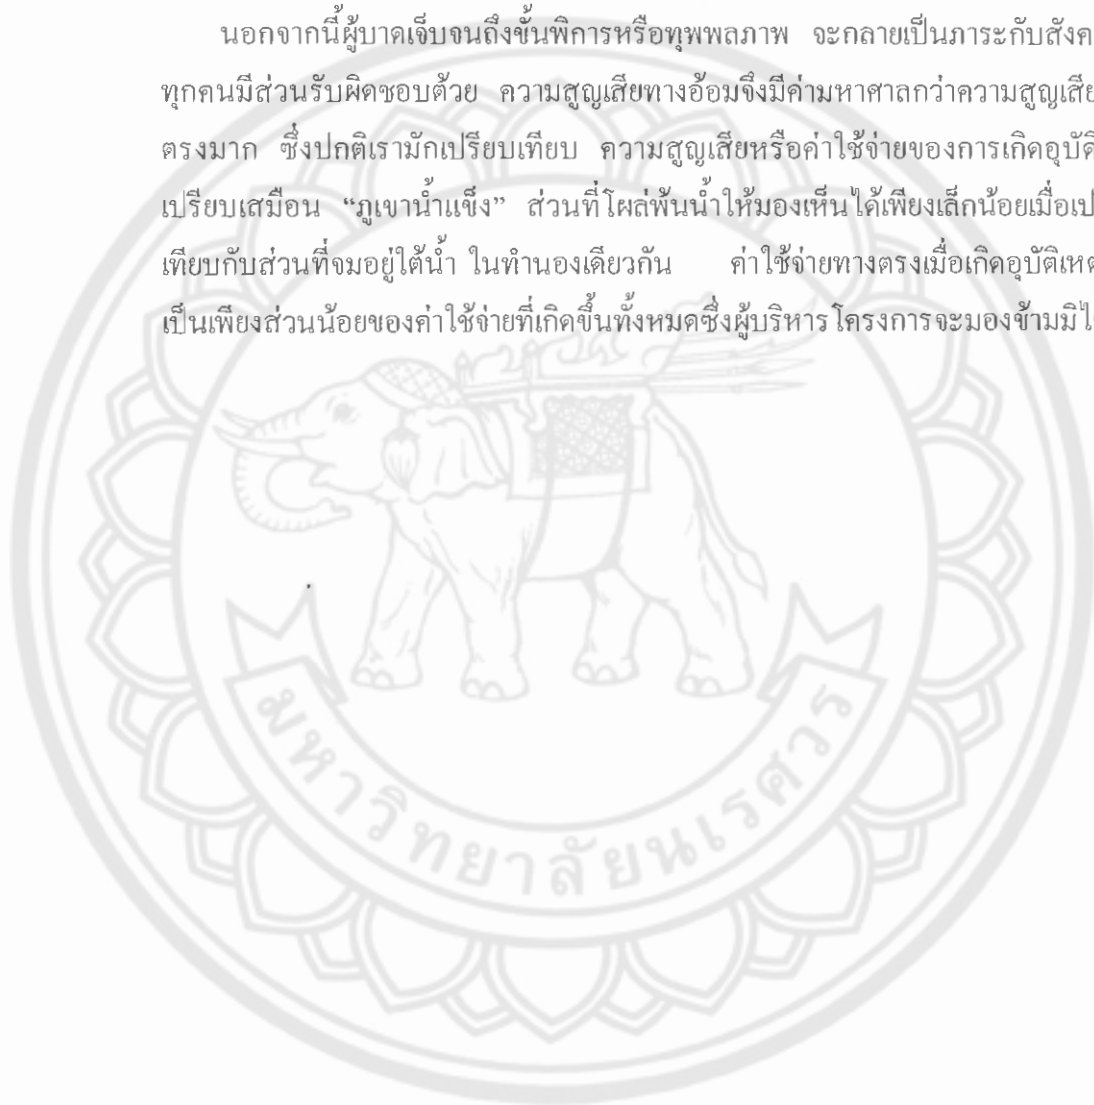 นอกจากนี้ผู้บาดเจ็บจนถึงขั้นพิการหรือทุพพลภาพ จะกลายเป็นภาระกับสังค
ทุกคนมีส่วนรับผิดชอบด้วย ความสูญเสียทางอ้อมจึงมีค่ามหาศาลกว่าความสูญเสีย
ตรงมาก ซึ่งปกติเรามักเปรียบเทียบ ความสูญเสียหรือค่าใช้จ่ายของการเกิดอุบัติ
เปรียบเสมือน “ภูเขาน้ำแข็ง” ส่วนที่โผล่พ้นน้ำให้มองเห็นได้เพียงเล็กน้อยเมื่อเป
เทียบกับส่วนที่จมอยู่ใต้น้ำ ในทำนองเดียวกัน ค่าใช้จ่ายทางตรงเมื่อเกิดอุบัติเหต
เป็นเพียงส่วนน้อยของค่าใช้จ่ายที่เกิดขึ้นทั้งหมดซึ่งผู้บริหารโครงการจะมองข้ามมิไ
มหาวิทยาลัยนเรศวร